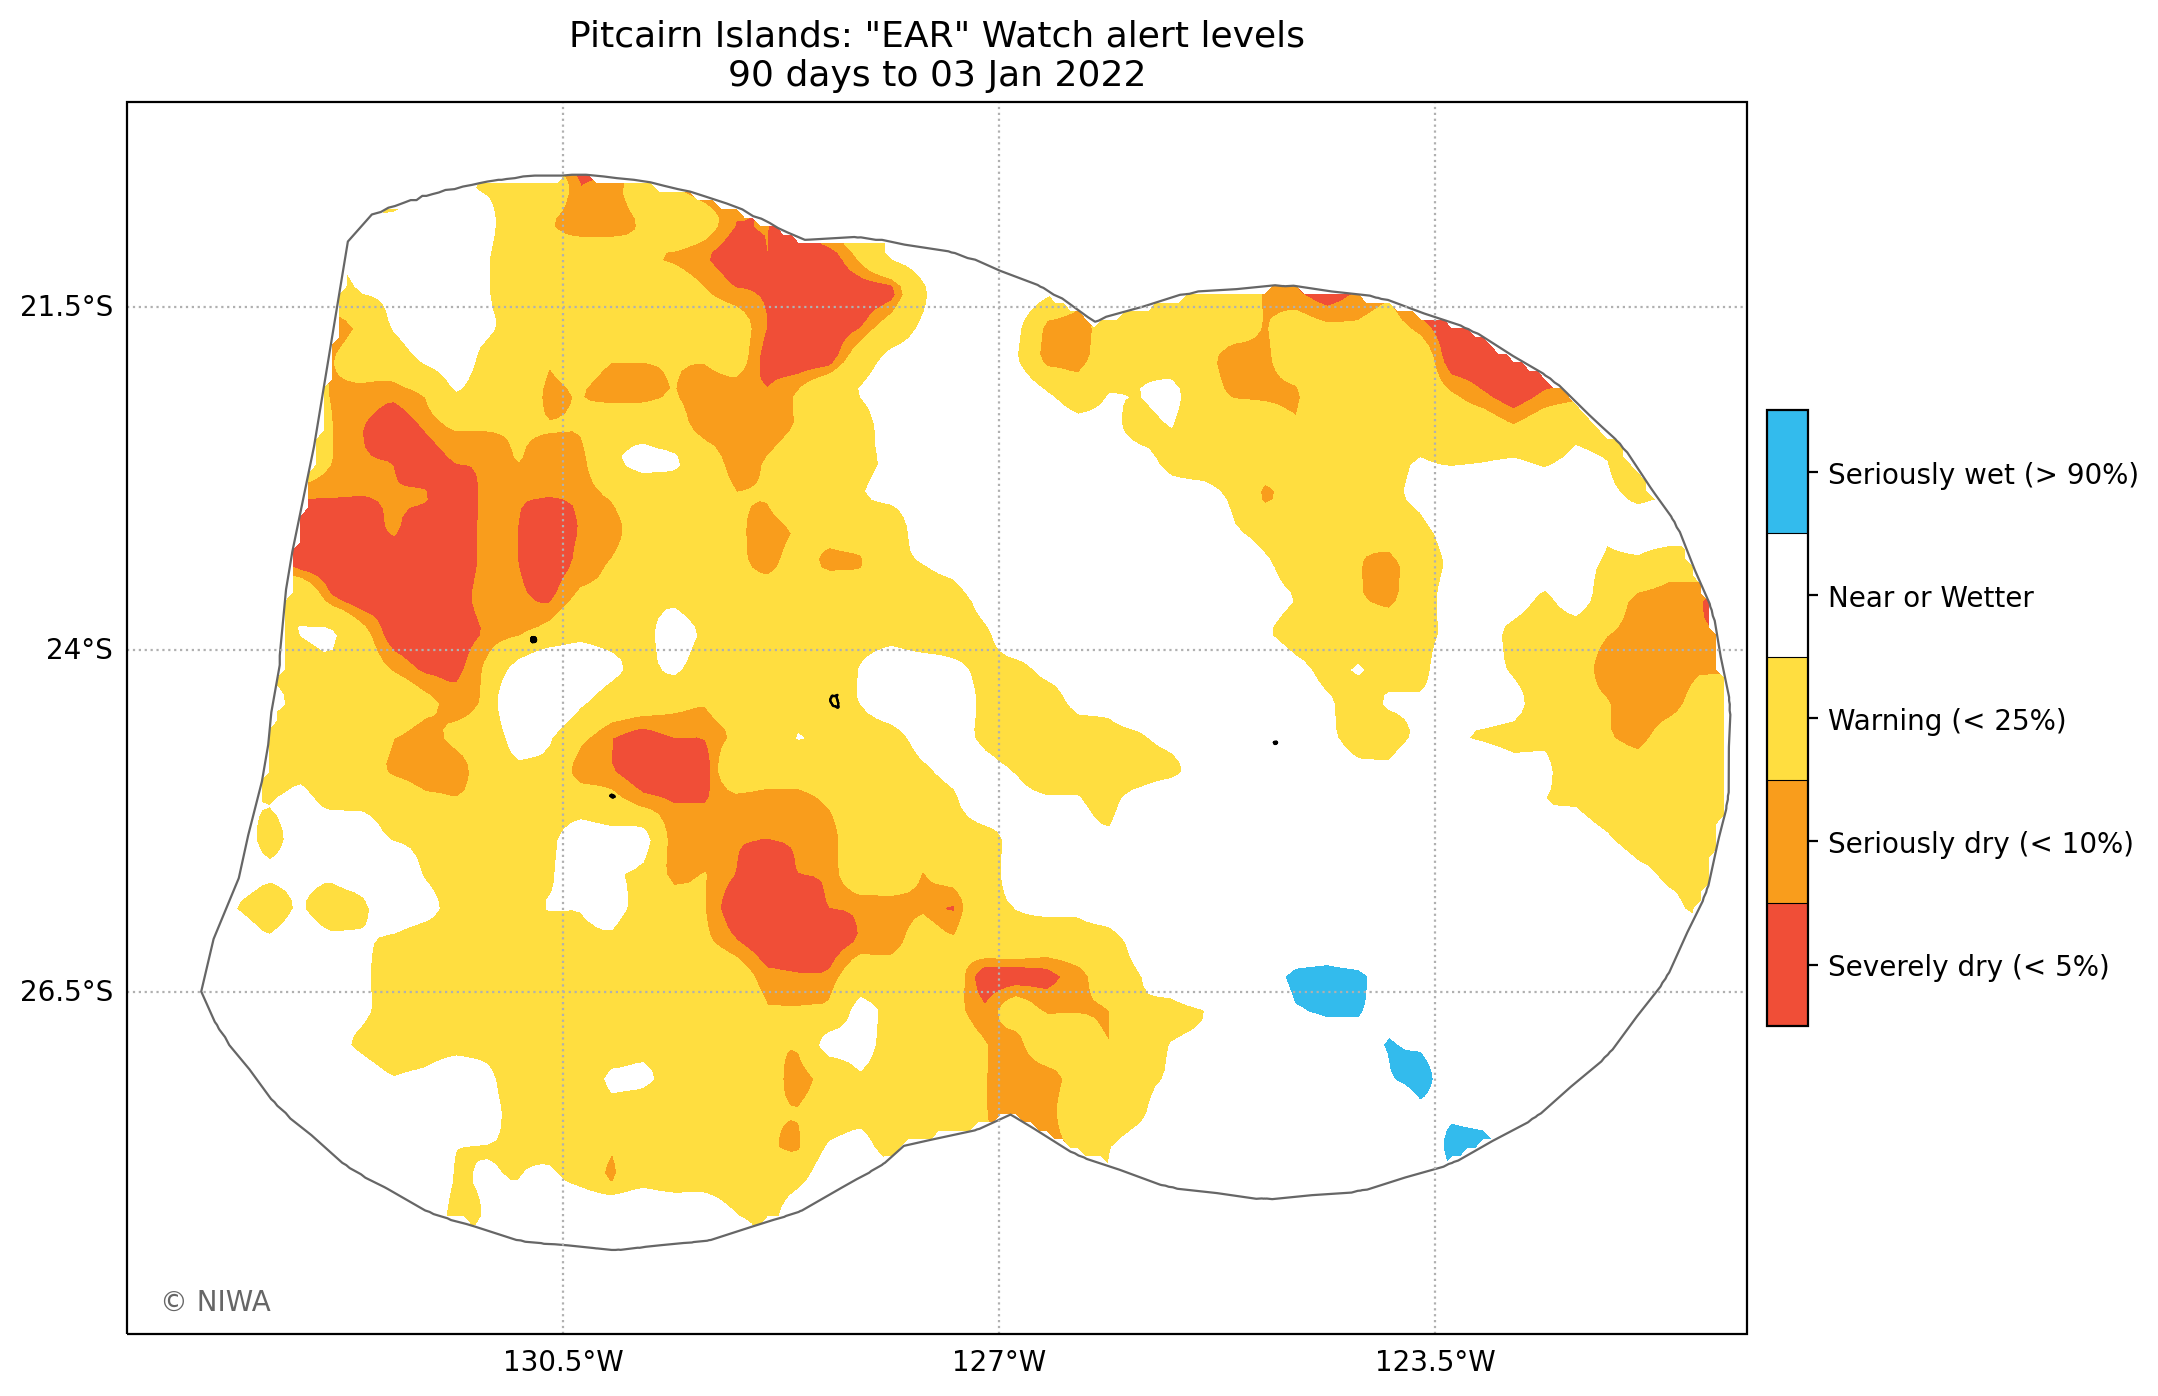 Pitcairn Islands: "EAR" Watch alert levels
90 days to 03 Jan 2022
21.5°S
24°S
26.5°S
130.5°W
127°W
123.5°W
Seriously wet (> 90%)
Near or Wetter
Warning (< 25%)
Seriously dry (< 10%)
Severely dry (< 5%)
© NIWA